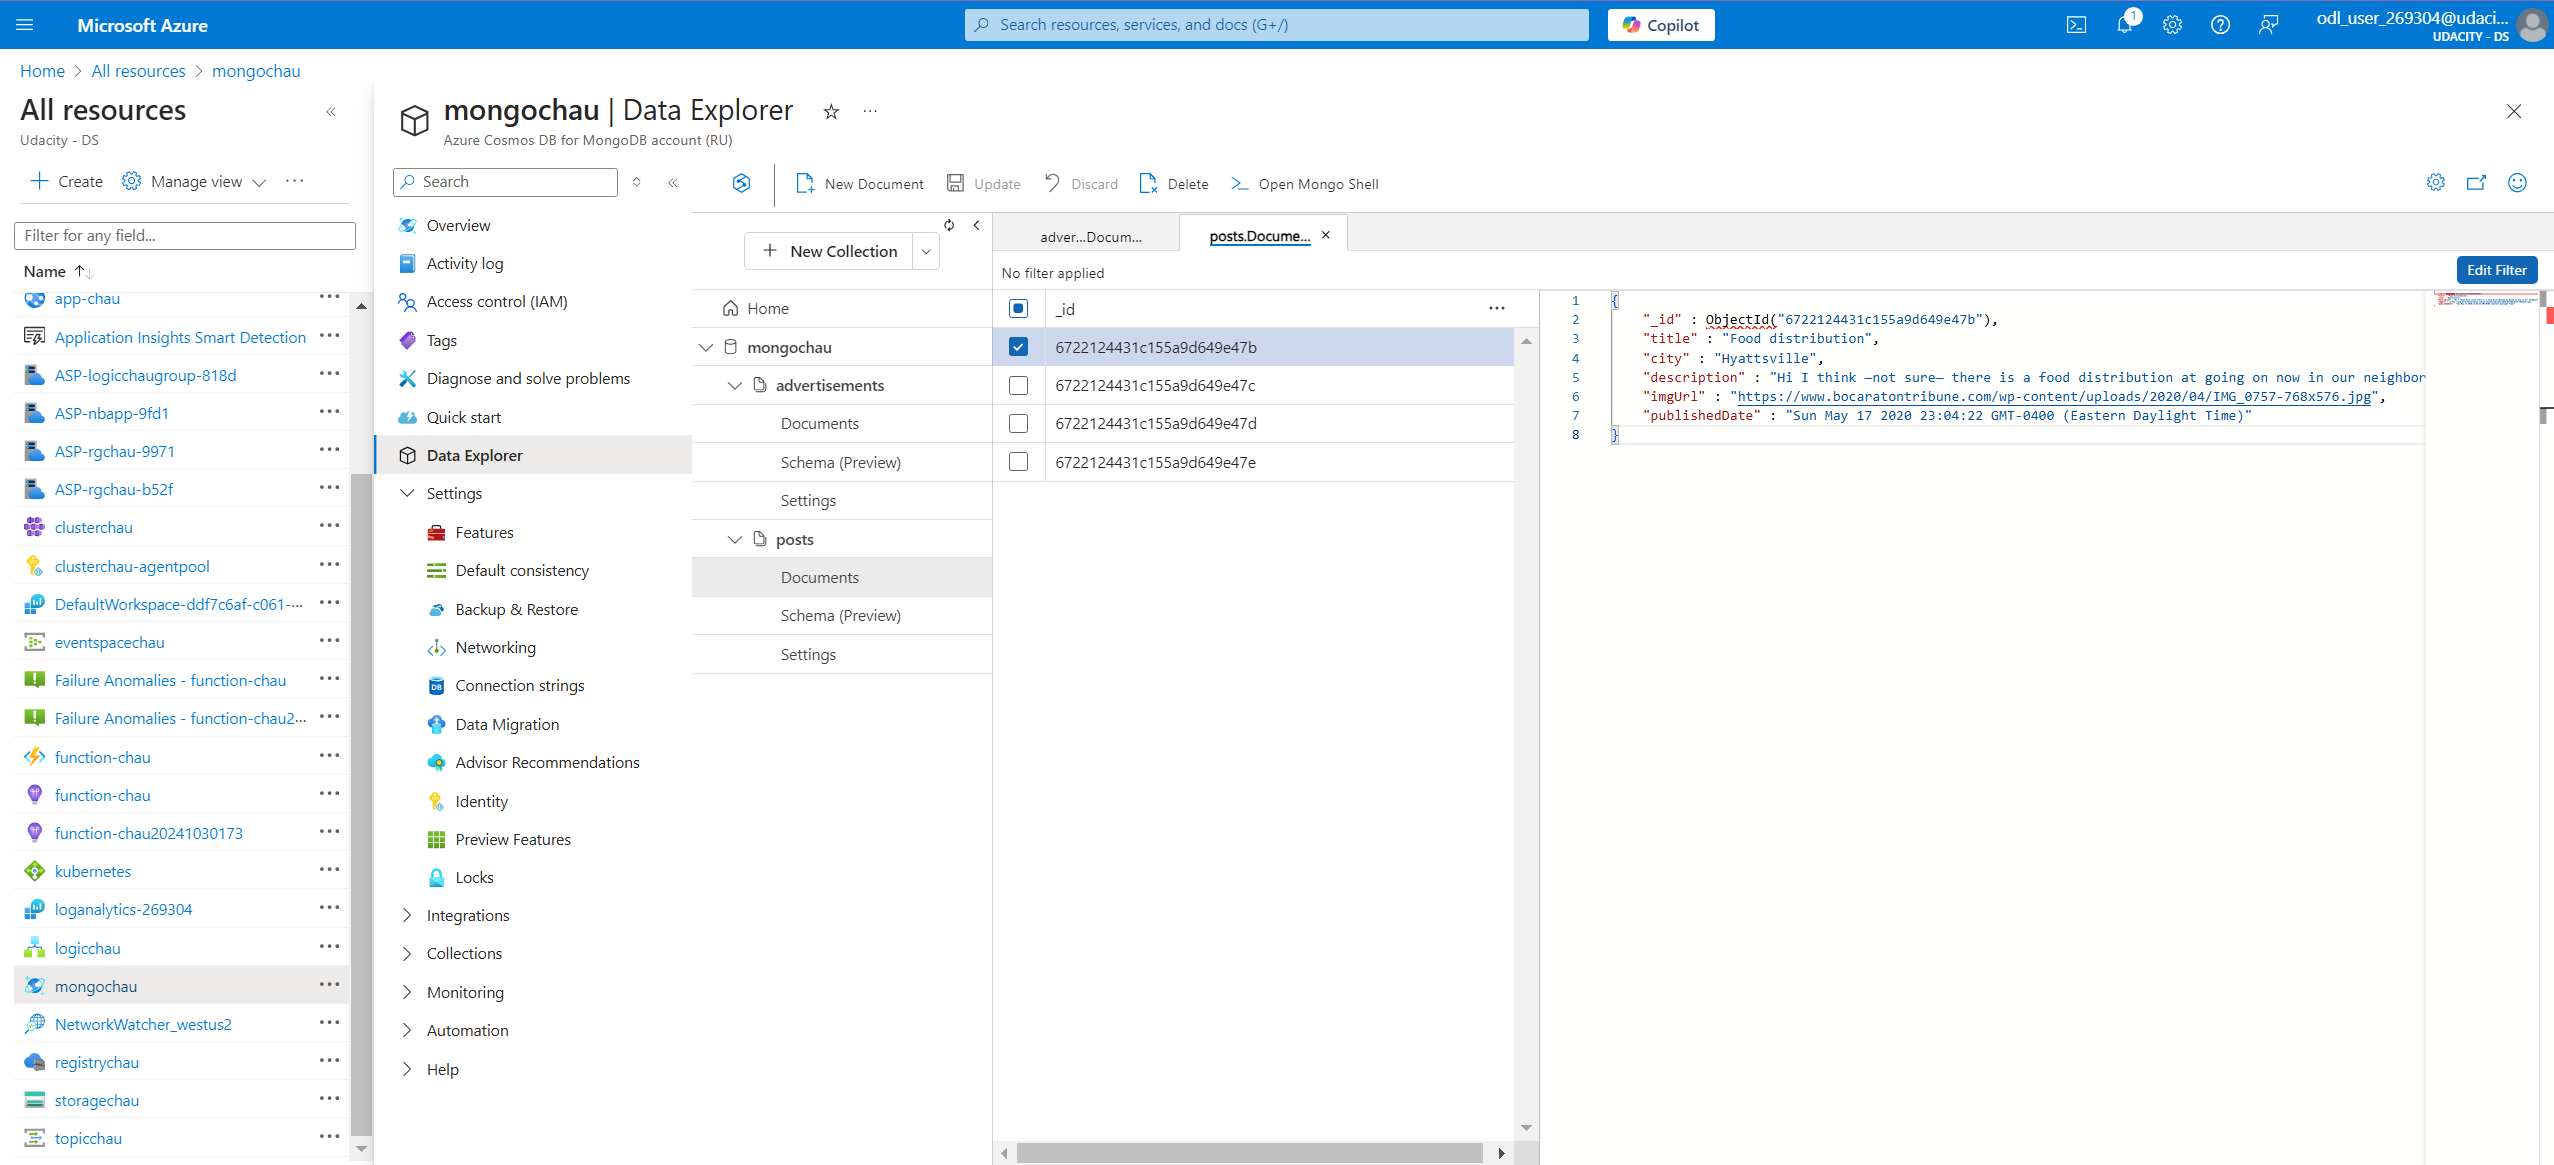 Microsoft Azure
Search resources, services, and docs (G+/)
Copilot
1
odl_user_269304@udaci...
UDACITY - DS
Home > All resources > mongochau
All resources
Udacity - DS
Create
Manage view
Filter for any field...
Name
app-chau
Application Insights Smart Detection
ASP-logicchaugroup-818d
ASP-nbapp-9fd1
ASP-rgchau-9971
ASP-rgchau-b52f
clusterchau
clusterchau-agentpool
DefaultWorkspace-ddf7c6af-c061-...
eventspacechau
Failure Anomalies - function-chau
Failure Anomalies - function-chau2...
function-chau
function-chau
function-chau20241030173
kubernetes
loganalytics-269304
logicchau
mongochau
NetworkWatcher_westus2
registrychau
storagechau
topicchau
mongochau | Data Explorer
Azure Cosmos DB for MongoDB account (RU)
Search
Overview
Activity log
Access control (IAM)
Tags
Diagnose and solve problems
Quick start
Data Explorer
Settings
Features
Default consistency
Backup & Restore
Networking
Connection strings
Data Migration
Advisor Recommendations
Identity
Preview Features
Locks
Integrations
Collections
Monitoring
Automation
Help
New Document
Update
Discard
Delete
Open Mongo Shell
New Collection
Home
mongochau
advertisements
Documents
Schema (Preview)
Settings
posts
Documents
Schema (Preview)
Settings
adver...Docum...
posts.Docume...
No filter applied
Edit Filter
_id
6722124431c155a9d649e47b
6722124431c155a9d649e47c
6722124431c155a9d649e47d
6722124431c155a9d649e47e
1 {
2 "_id" : ObjectId("6722124431c155a9d649e47b"),
3 "title" : "Food distribution",
4 "city" : "Hyattsville",
5 "description" : "Hi I think —not sure— there is a food distribution at going on now in our neighbor
6 "imgUrl" : "https://www.bocaratontribune.com/wp-content/uploads/2020/04/IMG_0757-768x576.jpg",
7 "publishedDate" : "Sun May 17 2020 23:04:22 GMT-0400 (Eastern Daylight Time)"
8 }